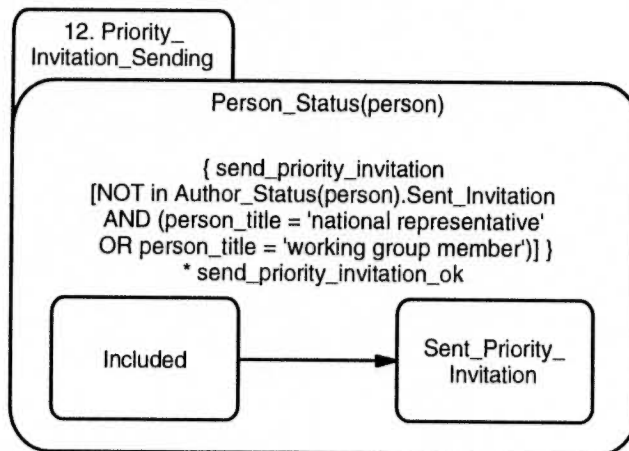 12. Priority_
Invitation_Sending
Person_Status(person)
{ send_priority_invitation
[NOT in Author_Status(person).Sent_Invitation
AND (person_title = 'national representative'
OR person_title = 'working group member')] }
* send_priority_invitation_ok
Included
Sent_Priority_
Invitation